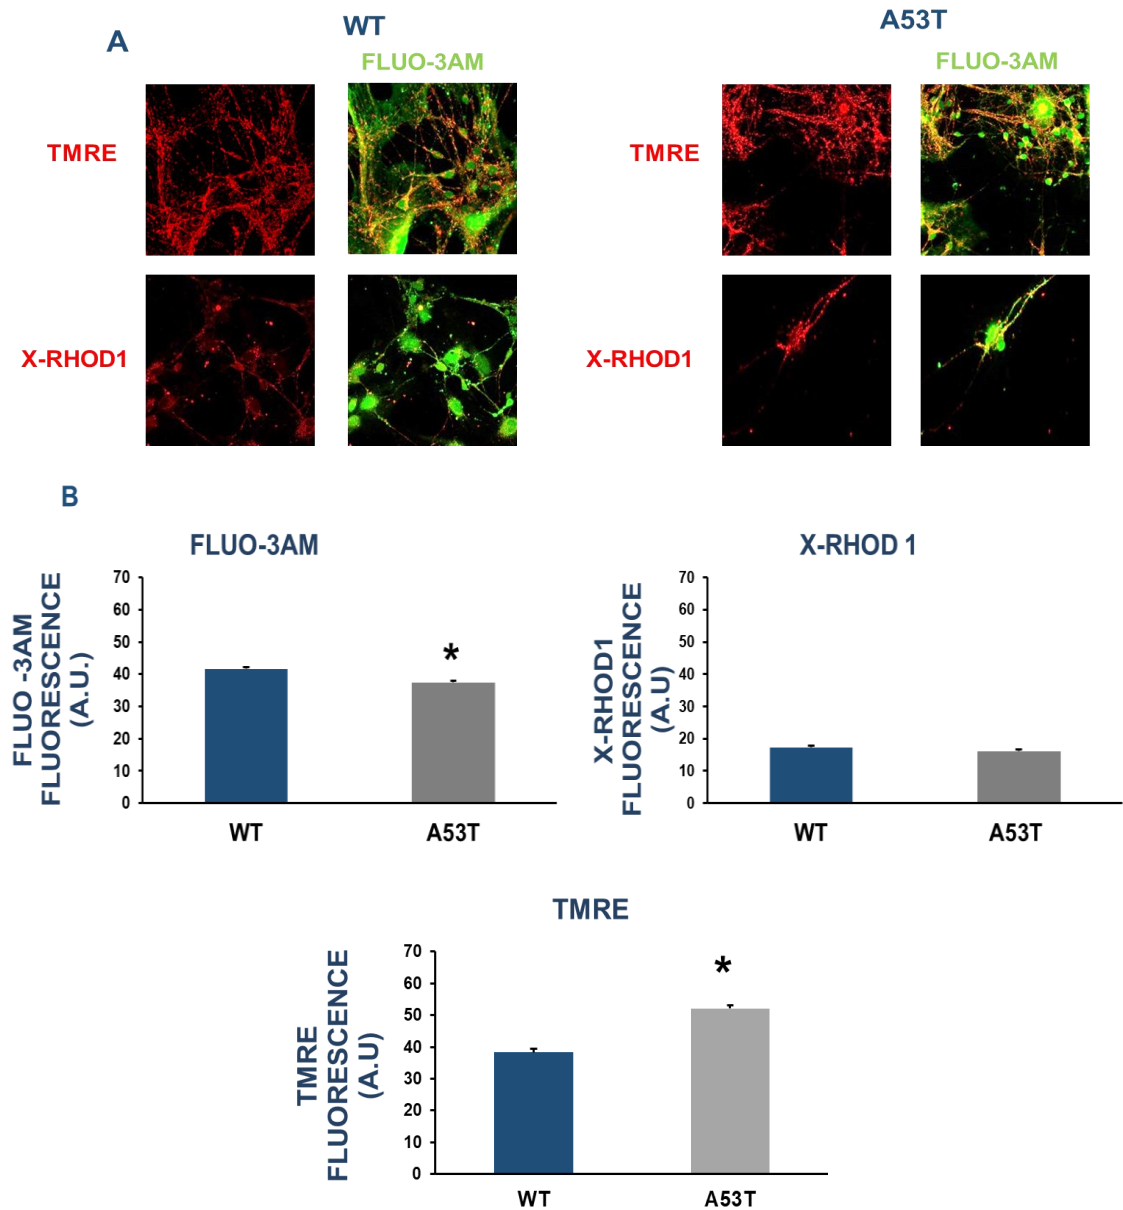 A
WT
A53T
FLUO-3AM
FLUO-3AM
TMRE
TMRE
X-RHOD1
X-RHOD1
B
FLUO-3AM
FLUO -3AM
FLUORESCENCE
(A.U.)
70
60
50
40
30
20
10
0
*
WT
A53T
X-RHOD 1
X-RHOD1
FLUORESCENCE
(A.U)
70
60
50
40
30
20
10
0
WT
A53T
TMRE
TMRE
FLUORESCENCE
(A.U)
70
60
50
40
30
20
10
0
*
WT
A53T